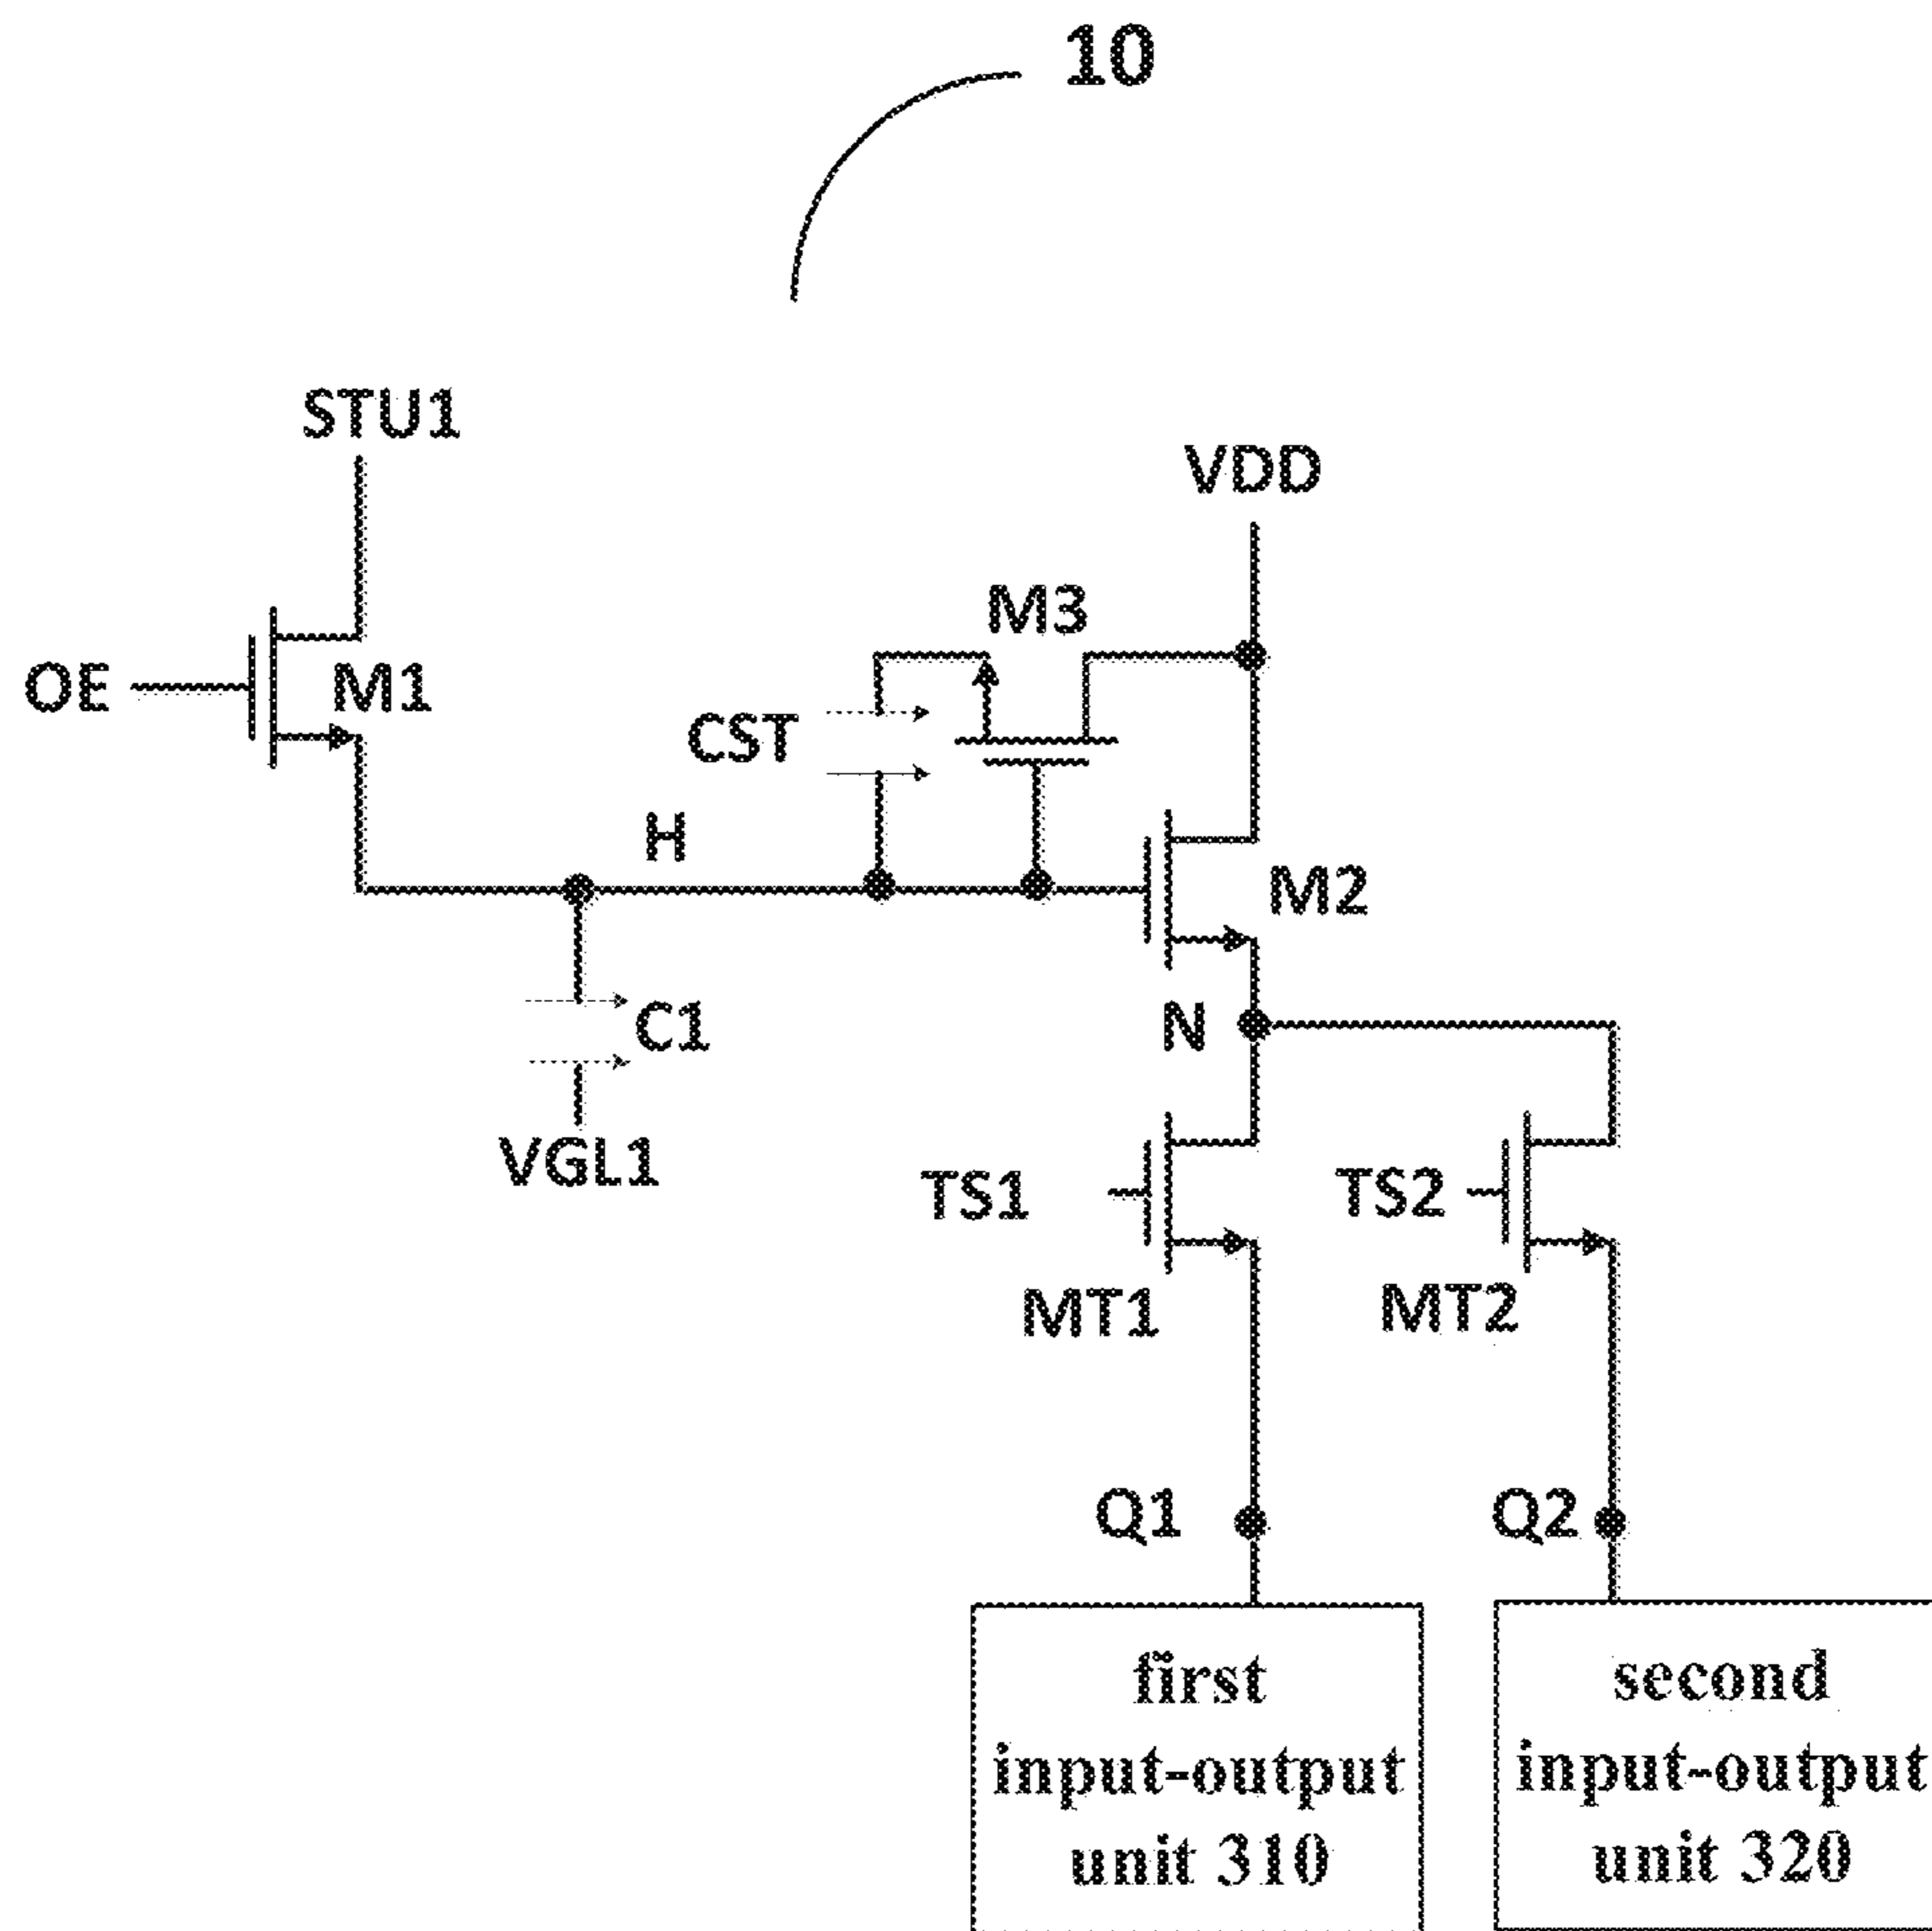 10
STU1
VDD
M3
OE
M1
CST
H
M2
C1
N
VGL1
TS1
TS2
MT1
MT2
Q1
Q2
first
input-output
unit 310
second
input-output
unit 320